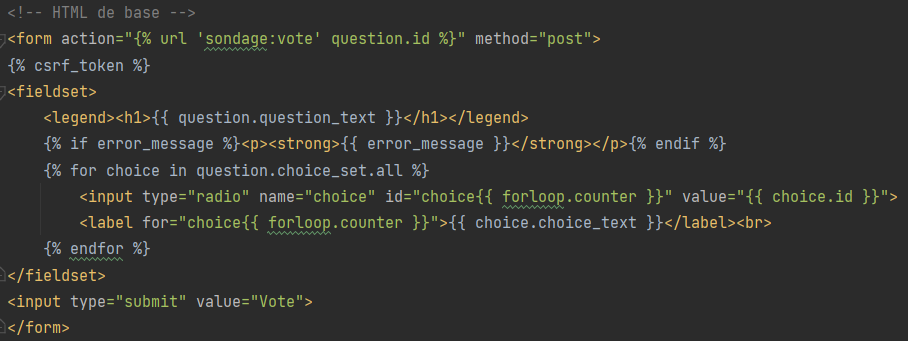 <!-- HTML de base -->
<form action="{% url 'sondage:vote' question.id %}" method="post">
{% csrf_token %}
<fieldset>
    <legend><h1>{{ question.question_text }}</h1></legend>
    {% if error_message %}<p><strong>{{ error_message }}</strong></p>{% endif %}
    {% for choice in question.choice_set.all %}
        <input type="radio" name="choice" id="choice{{ forloop.counter }}" value="{{ choice.id }}">
        <label for="choice{{ forloop.counter }}">{{ choice.choice_text }}</label><br>
    {% endfor %}
</fieldset>
<input type="submit" value="Vote">
</form>